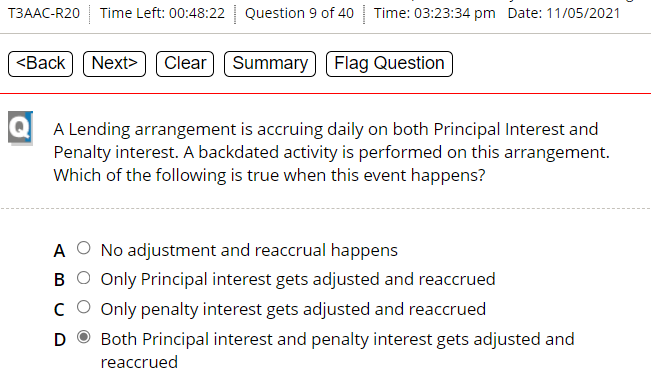 T3AAC-R20 Time Left: 00:48:22 Question 9 of 40 Time: 03:23:34 pm Date: 11/05/2021
<Back Next> Clear Summary Flag Question
Q
A Lending arrangement is accruing daily on both Principal Interest and
Penalty interest. A backdated activity is performed on this arrangement.
Which of the following is true when this event happens?
A No adjustment and reaccrual happens
B Only Principal interest gets adjusted and reaccrued
C Only penalty interest gets adjusted and reaccrued
D Both Principal interest and penalty interest gets adjusted and
reaccrued